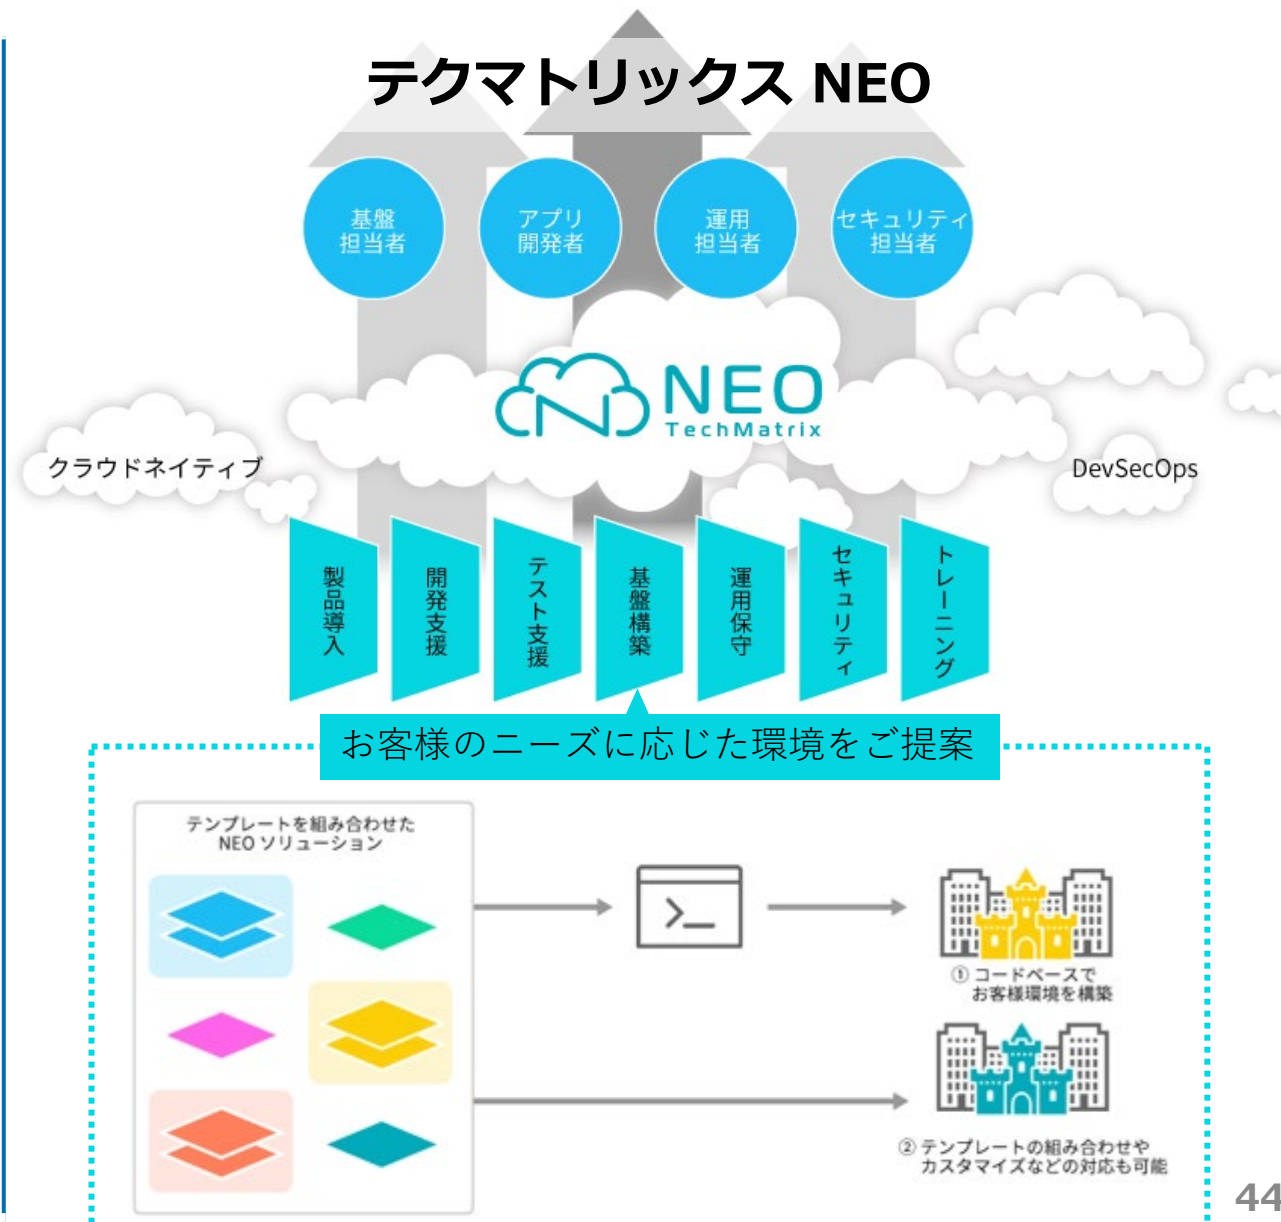 テクマトリックス NEO
基盤
担当者
アプリ
開発者
運用
担当者
セキュリティ
担当者
NEO
TechMatrix
クラウドネイティブ
DevSecOps
製品導入
開発支援
テスト支援
基盤構築
運用保守
セキュリティ
トレーニング
お客様のニーズに応じた環境をご提案
テンプレートを組み合わせた
NEO ソリューション
>_
① コードベースで
お客様環境を構築
② テンプレートの組み合わせや
カスタマイズなどの対応も可能
44